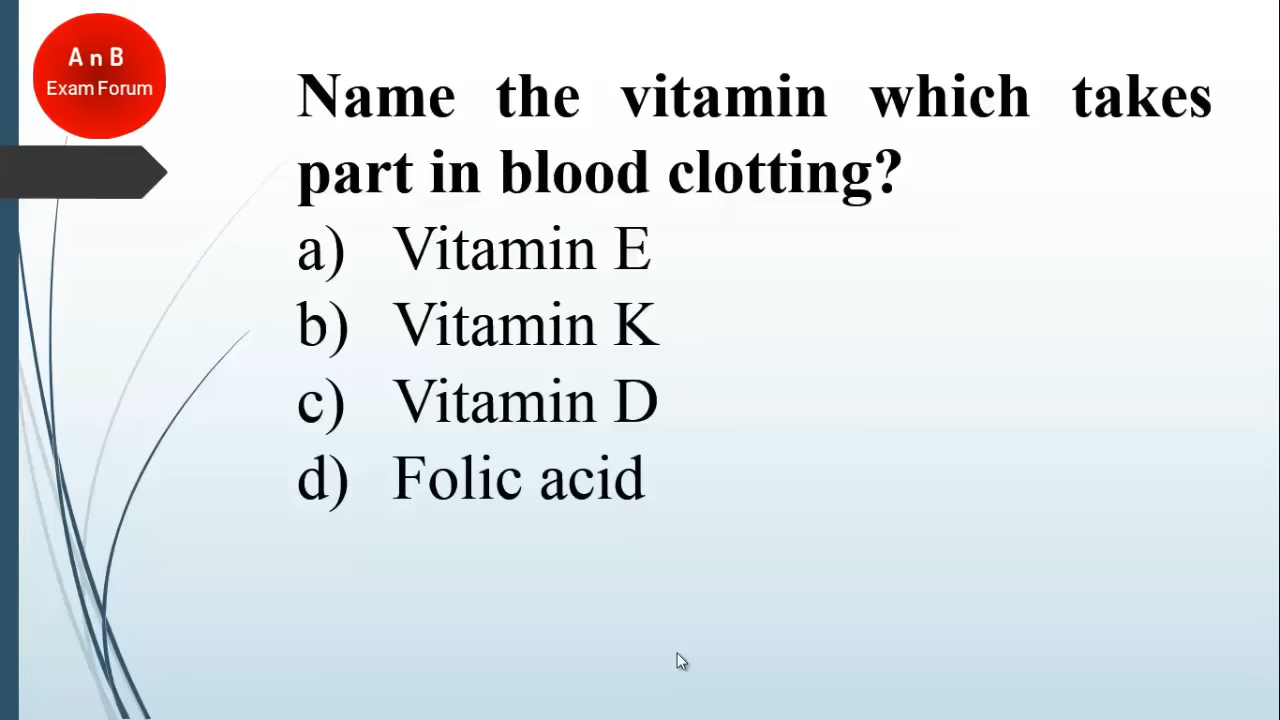 A n B
Exam Forum
Name the vitamin which takes
part in blood clotting?
a) Vitamin E
b) Vitamin K
c) Vitamin D
d) Folic acid